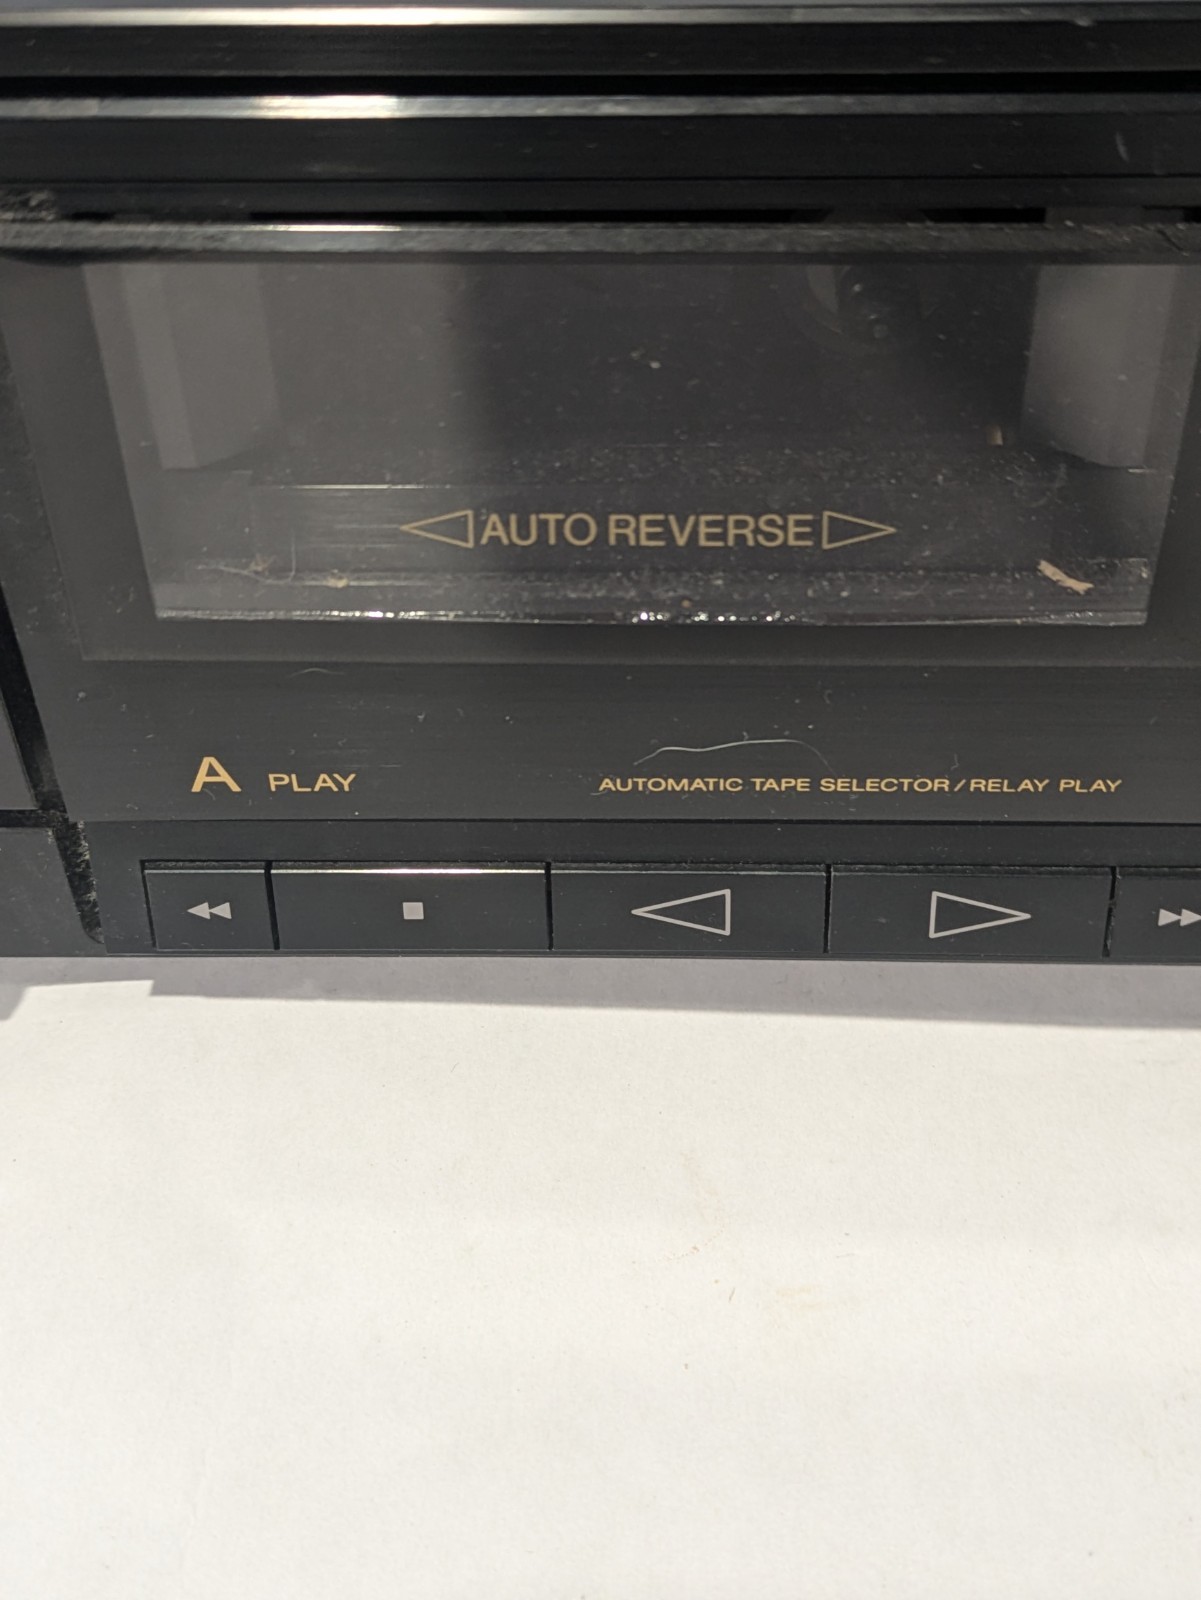 AUTO REVERSE
A PLAY
AUTOMATIC TAPE SELECTOR/RELAY PLAY